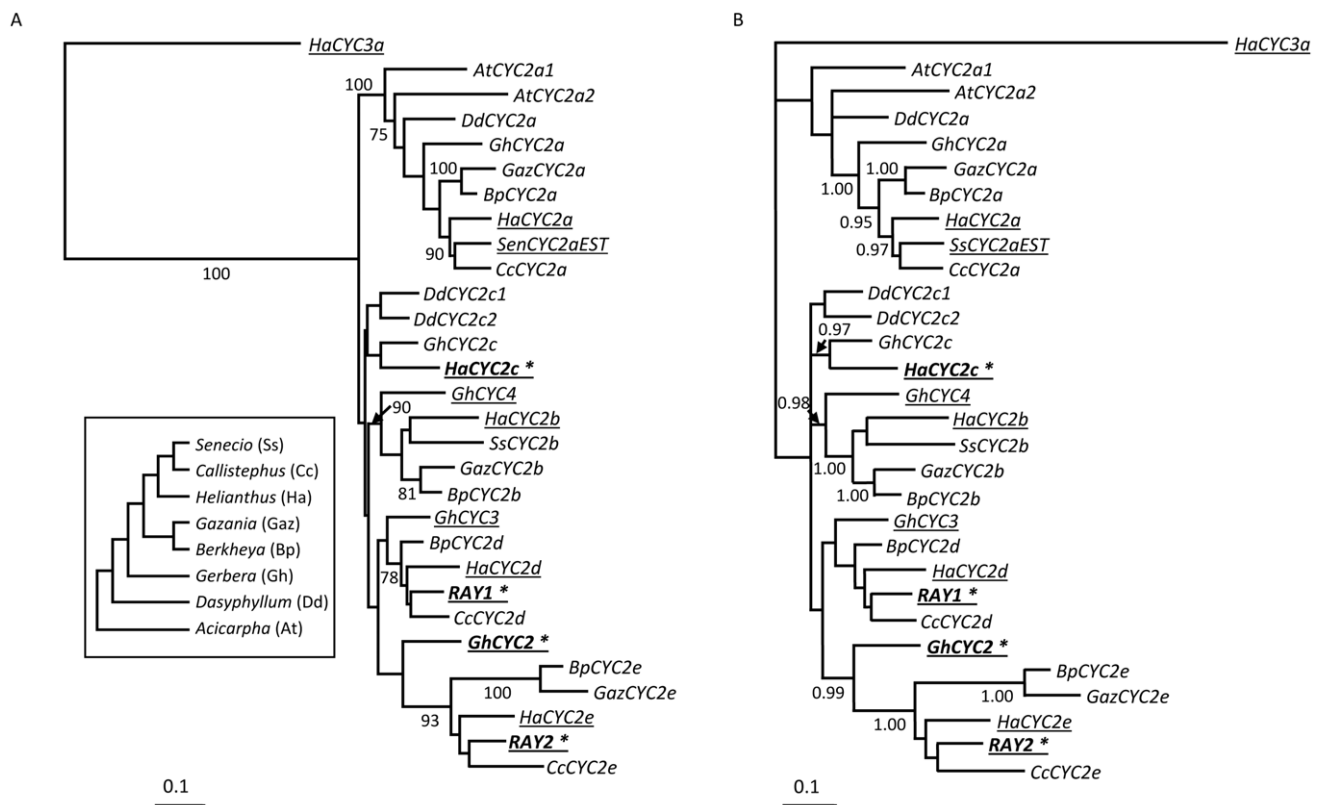 A
HaCYC3a
AtCYC2a1
100
AtCYC2a2
DdCYC2a
75
GhCYC2a
100
GazCYC2a
BpCYC2a
HaCYC2a
SenCYC2aEST
90
CcCYC2a
100
DdCYC2c1
DdCYC2c2
GhCYC2c
HaCYC2c *
GhCYC4
90
HaCYC2b
SsCYC2b
GazCYC2b
81
BpCYC2b
GhCYC3
BpCYC2d
HaCYC2d
78
RAY1 *
CcCYC2d
GhCYC2 *
BpCYC2e
100
GazCYC2e
93
HaCYC2e
RAY2 *
CcCYC2e
0.1
Senecio (Ss)
Callistephus (Cc)
Helianthus (Ha)
Gazania (Gaz)
Berkheya (Bp)
Gerbera (Gh)
Dasyphyllum (Dd)
Acicarpha (At)
B
HaCYC3a
AtCYC2a1
AtCYC2a2
DdCYC2a
GhCYC2a
1.00
1.00
GazCYC2a
BpCYC2a
0.95
HaCYC2a
0.97
SsCYC2aEST
CcCYC2a
DdCYC2c1
DdCYC2c2
0.97
GhCYC2c
HaCYC2c *
0.98
GhCYC4
HaCYC2b
SsCYC2b
1.00
GazCYC2b
1.00
BpCYC2b
GhCYC3
BpCYC2d
HaCYC2d
RAY1 *
CcCYC2d
GhCYC2 *
0.99
BpCYC2e
1.00
GazCYC2e
1.00
HaCYC2e
RAY2 *
CcCYC2e
0.1